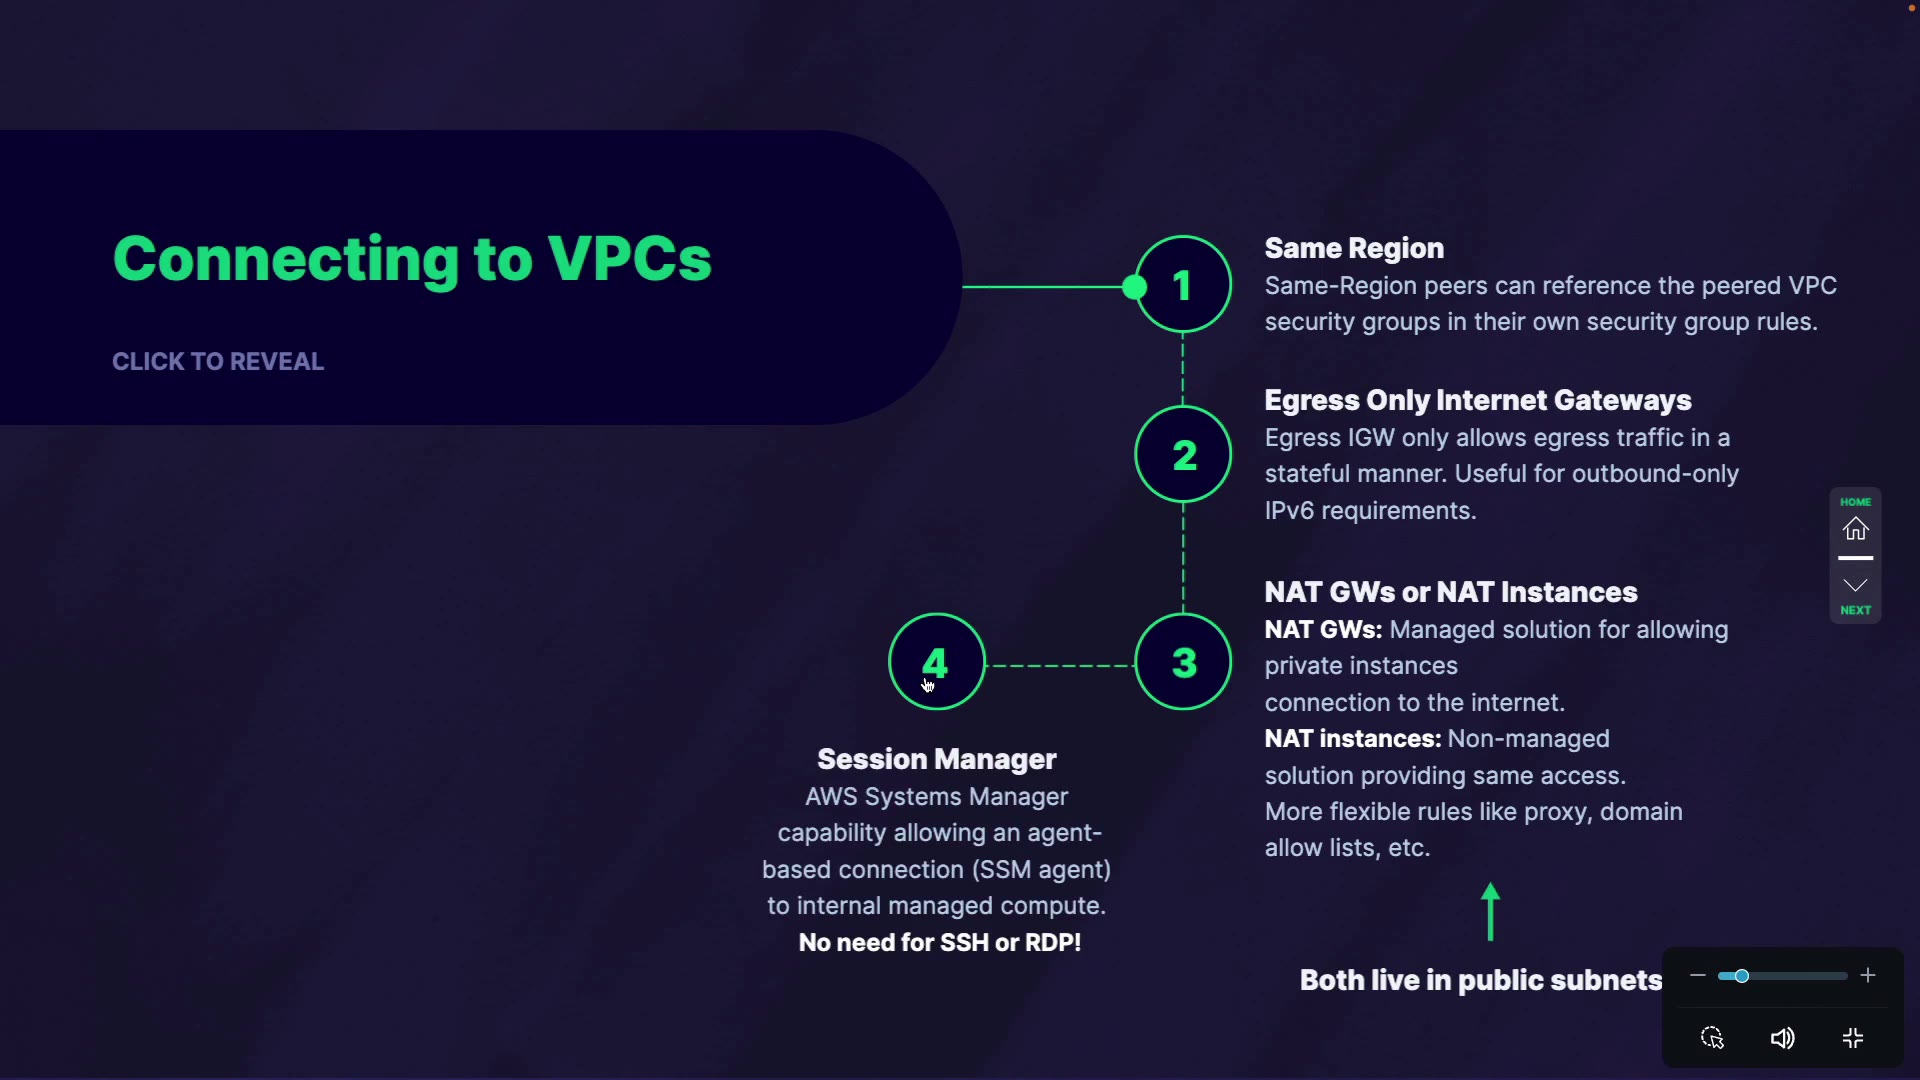 Connecting to VPCs
CLICK TO REVEAL
1
Same Region
Same-Region peers can reference the peered VPC
security groups in their own security group rules.
2
Egress Only Internet Gateways
Egress IGW only allows egress traffic in a
stateful manner. Useful for outbound-only
IPv6 requirements.
3
NAT GWs or NAT Instances
NAT GWs: Managed solution for allowing
private instances
connection to the internet.
NAT instances: Non-managed
solution providing same access.
More flexible rules like proxy, domain
allow lists, etc.
Both live in public subnets
4
Session Manager
AWS Systems Manager
capability allowing an agent-
based connection (SSM agent)
to internal managed compute.
No need for SSH or RDP!
HOME
NEXT